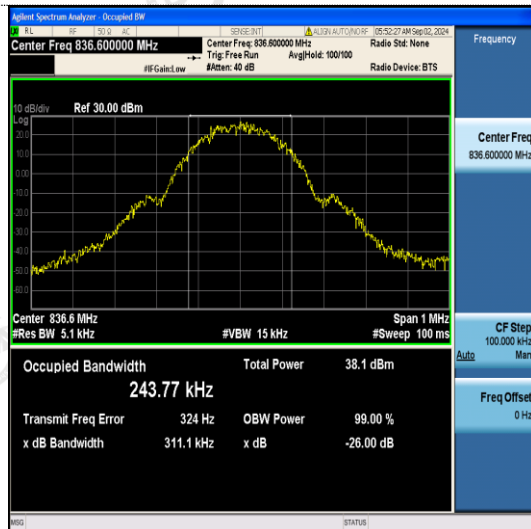 Agilent Spectrum Analyzer - Occupied BW
RL RF 50 Ω AC SENSE:INT ALIGN AUTO/NO RF 05:52:27 AM Sep 02, 2024
Center Freq 836.600000 MHz
Center Freq: 836.600000 MHz
Radio Std: None
Trig: Free Run Avg|Hold: 100/100
#IFGain:Low #Atten: 40 dB Radio Device: BTS
Frequency
10 dB/div Ref 30.00 dBm
Log
20.0
10.0
0.00
-10.0
-20.0
-30.0
-40.0
-50.0
-60.0
Center 836.6 MHz Span 1 MHz
#Res BW 5.1 kHz #VBW 15 kHz #Sweep 100 ms
Occupied Bandwidth Total Power 38.1 dBm
243.77 kHz
Transmit Freq Error 324 Hz OBW Power 99.00 %
x dB Bandwidth 311.1 kHz x dB -26.00 dB
Center Freq
836.600000 MHz
CF Step
100.000 kHz
Auto Man
Freq Offset
0 Hz
MSG STATUS